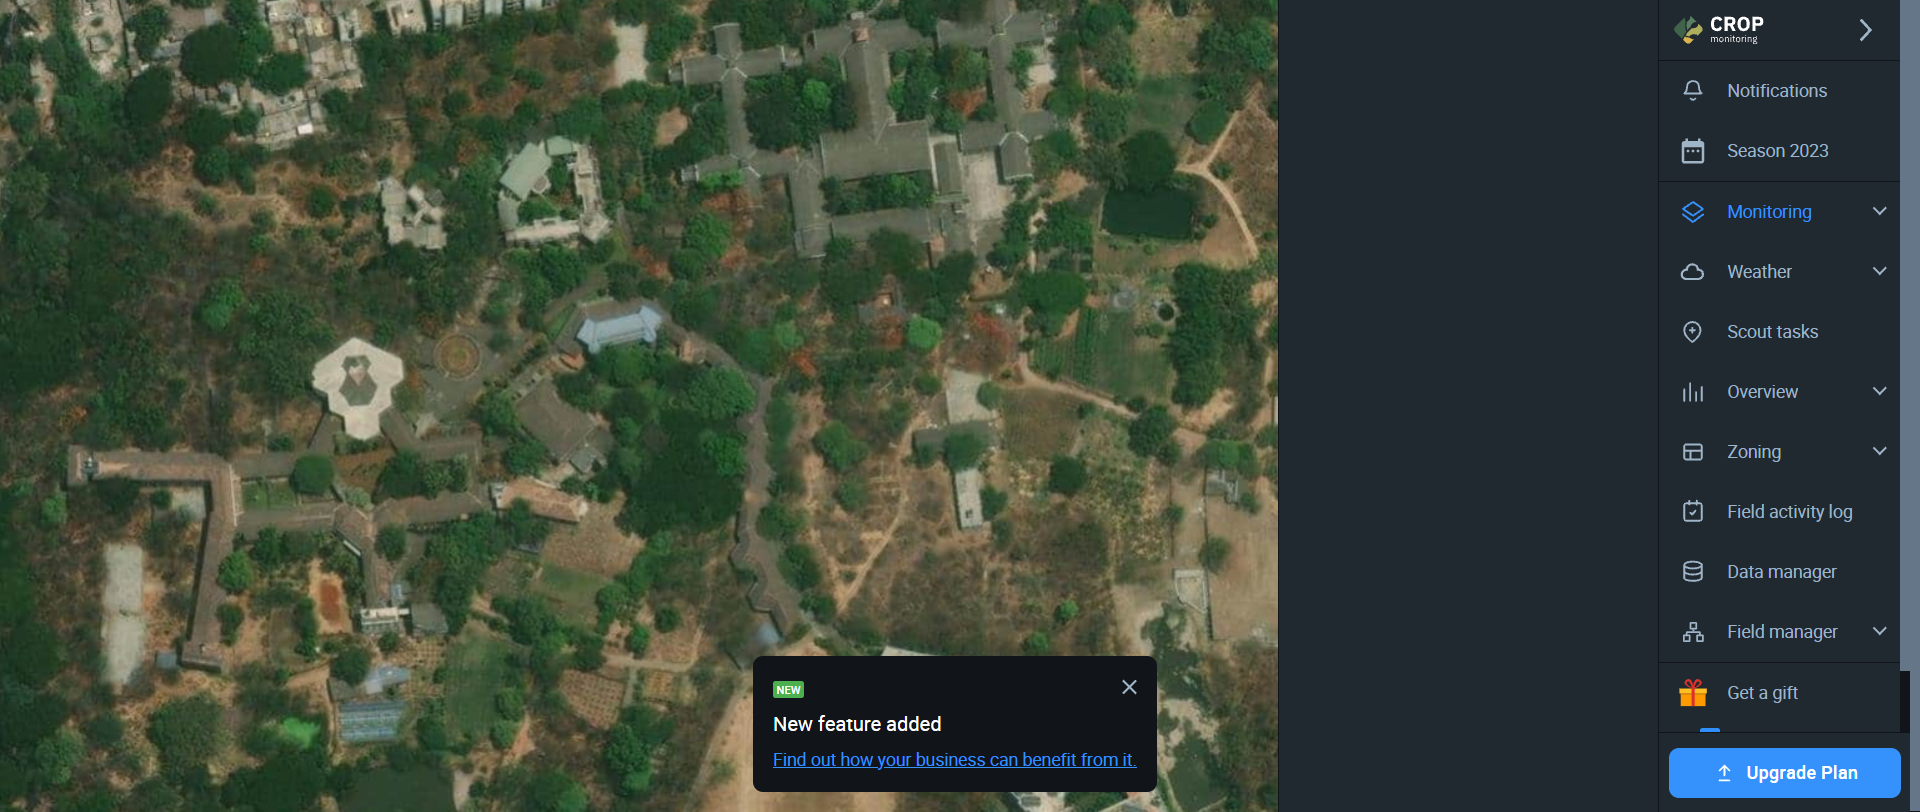 CROP
monitoring
Notifications
Season 2023
Monitoring
Weather
Scout tasks
Overview
Zoning
Field activity log
Data manager
Field manager
Get a gift
Upgrade Plan
NEW
New feature added
Find out how your business can benefit from it.